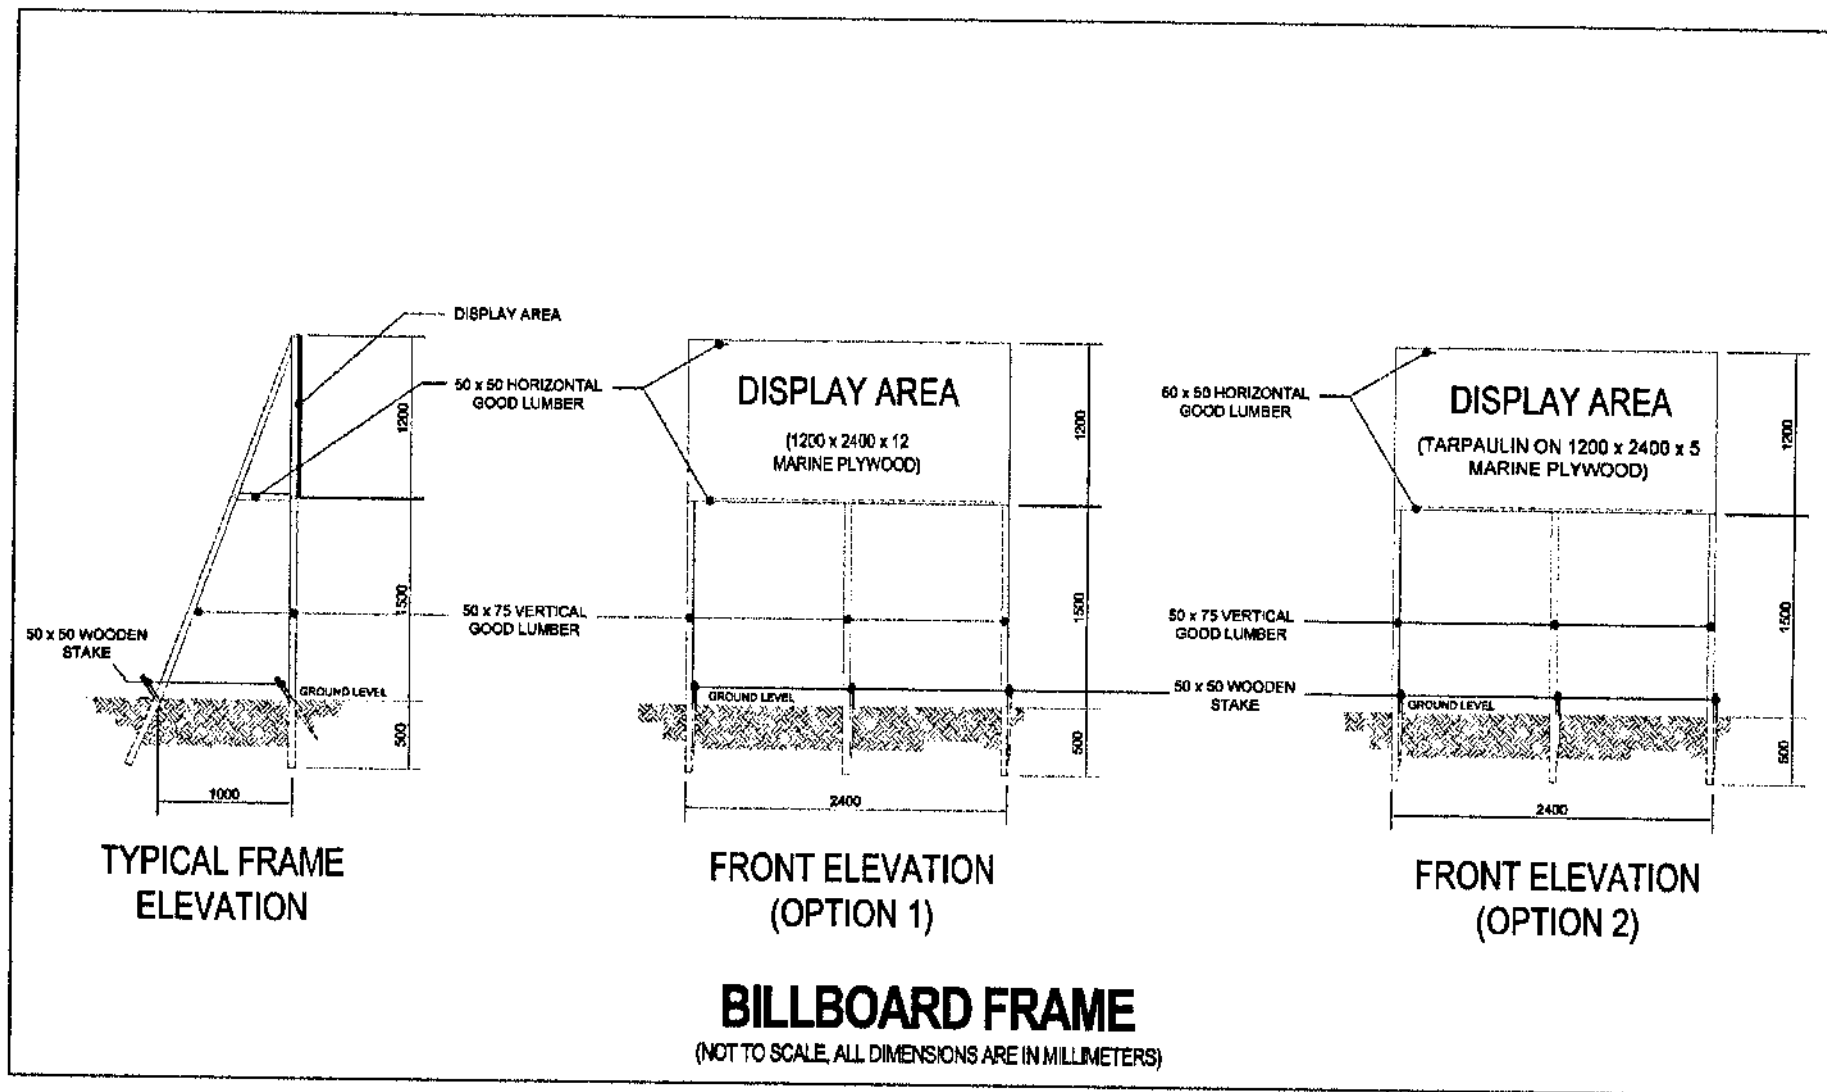 DISPLAY AREA
50 x 50 HORIZONTAL
GOOD LUMBER
50 x 75 VERTICAL
GOOD LUMBER
50 x 50 WOODEN
STAKE
GROUND LEVEL
1200
1500
500
1000
TYPICAL FRAME
ELEVATION
DISPLAY AREA
(1200 x 2400 x 12
MARINE PLYWOOD)
GROUND LEVEL
1200
1500
500
2400
FRONT ELEVATION
(OPTION 1)
50 x 50 HORIZONTAL
GOOD LUMBER
50 x 75 VERTICAL
GOOD LUMBER
50 x 50 WOODEN
STAKE
DISPLAY AREA
(TARPAULIN ON 1200 x 2400 x 5
MARINE PLYWOOD)
GROUND LEVEL
1200
1500
500
2400
FRONT ELEVATION
(OPTION 2)
BILLBOARD FRAME
(NOT TO SCALE, ALL DIMENSIONS ARE IN MILLIMETERS)